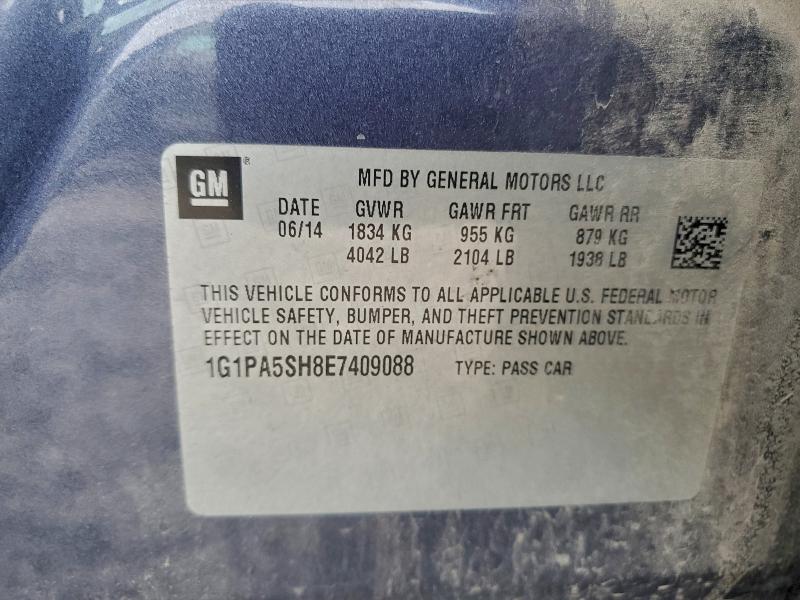 GM
MFD BY GENERAL MOTORS LLC
DATE GVWR GAWR FRT GAWR RR
06/14 1834 KG 955 KG 879 KG
4042 LB 2104 LB 1938 LB
THIS VEHICLE CONFORMS TO ALL APPLICABLE U.S. FEDERAL MOTOR
VEHICLE SAFETY, BUMPER, AND THEFT PREVENTION STANDARDS IN
EFFECT ON THE DATE OF MANUFACTURE SHOWN ABOVE.
1G1PA5SH8E7409088 TYPE: PASS CAR